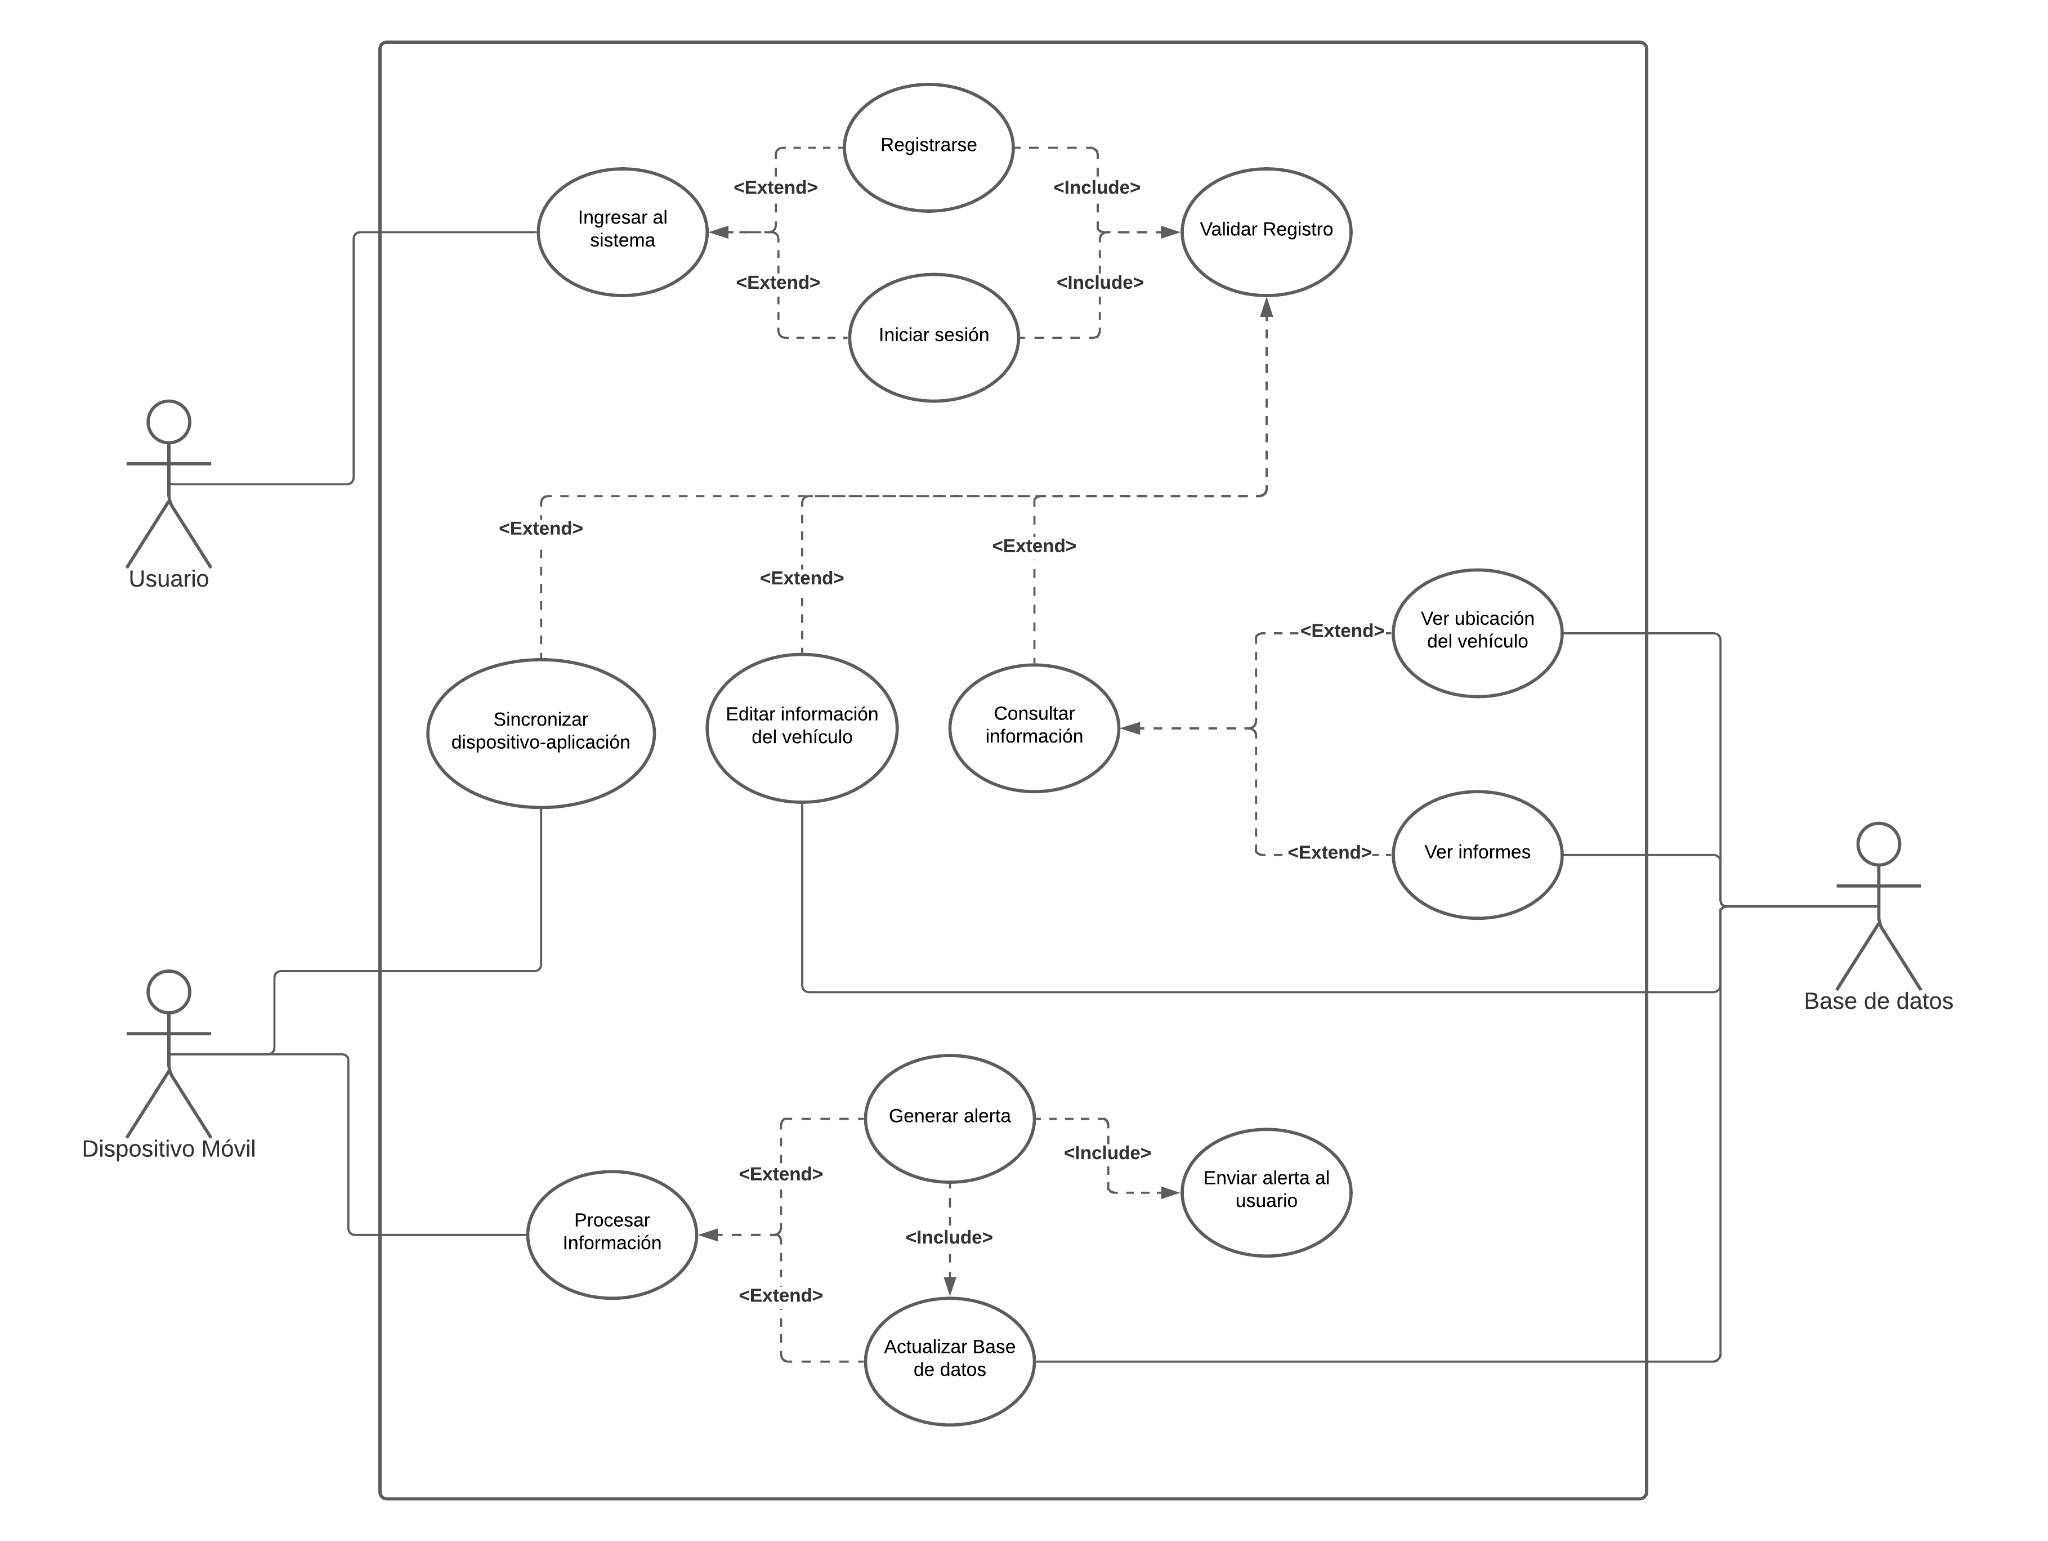 Registrarse
<Extend>
<Include>
Ingresar al
sistema
Validar Registro
<Extend>
<Include>
Iniciar sesión
Usuario
<Extend>
<Extend>
<Extend>
Sincronizar
dispositivo-aplicación
Editar información
del vehículo
Consultar
información
<Extend>
Ver ubicación
del vehículo
<Extend>
Ver informes
Base de datos
Dispositivo Móvil
Generar alerta
<Include>
Enviar alerta al
usuario
<Extend>
Procesar
Información
<Include>
<Extend>
Actualizar Base
de datos